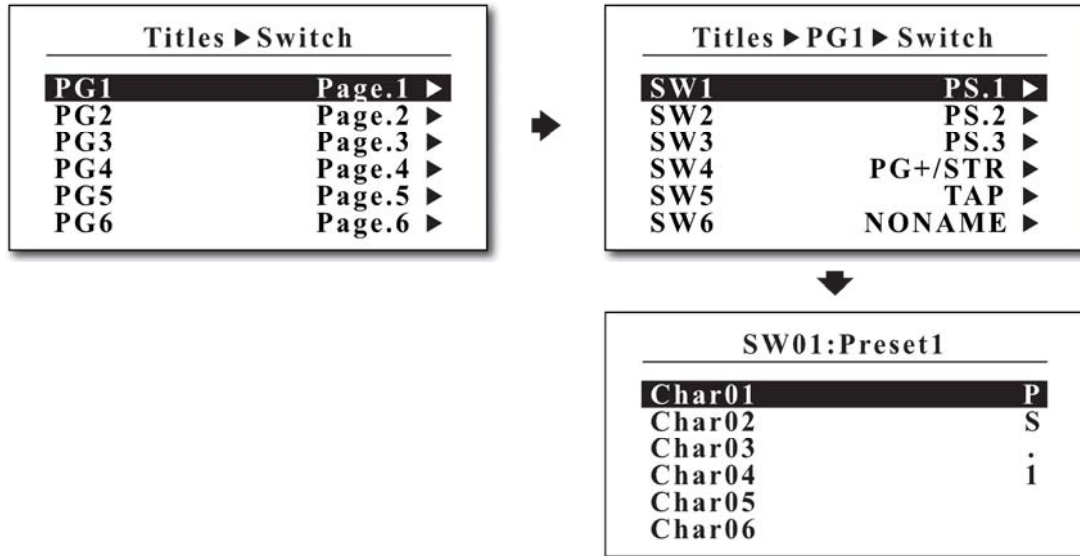 Titles ▶ Switch
PG1 Page.1 ▶
PG2 Page.2 ▶
PG3 Page.3 ▶
PG4 Page.4 ▶
PG5 Page.5 ▶
PG6 Page.6 ▶
Titles ▶ PG1 ▶ Switch
SW1 PS.1 ▶
SW2 PS.2 ▶
SW3 PS.3 ▶
SW4 PG+/STR ▶
SW5 TAP ▶
SW6 NONAME ▶
SW01:Preset1
Char01 P
Char02 S
Char03 .
Char04 1
Char05
Char06